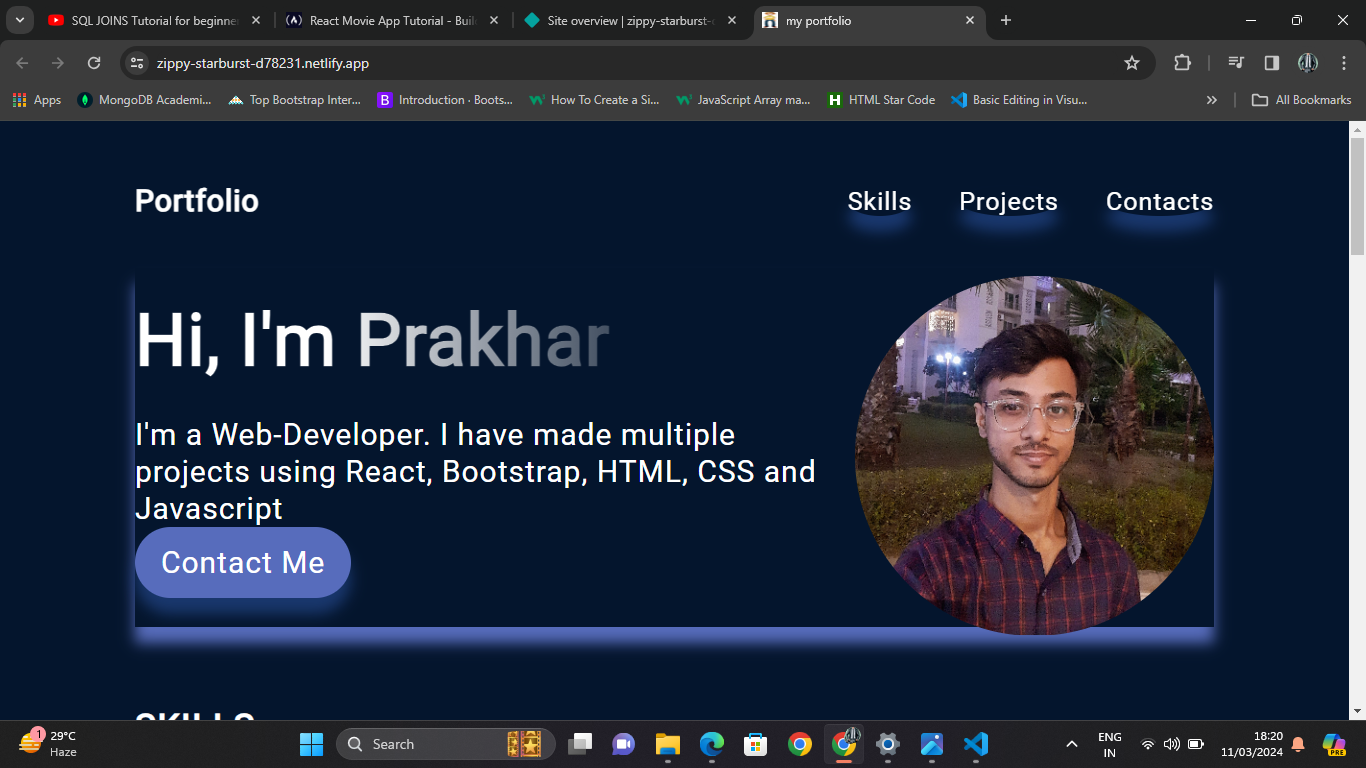 SQL JOINS Tutorial for beginne
React Movie App Tutorial - Buil
Site overview | zippy-starburst-
my portfolio
zippy-starburst-d78231.netlify.app
Apps
MongoDB Academi...
Top Bootstrap Inter...
Introduction · Boots...
How To Create a Si...
JavaScript Array ma...
HTML Star Code
Basic Editing in Visu...
All Bookmarks
Portfolio
Skills
Projects
Contacts
Hi, I'm Prakhar
I'm a Web-Developer. I have made multiple
projects using React, Bootstrap, HTML, CSS and
Javascript
Contact Me
SKILLS
1
29°C
Haze
Search
ENG
IN
18:20
11/03/2024
PRE